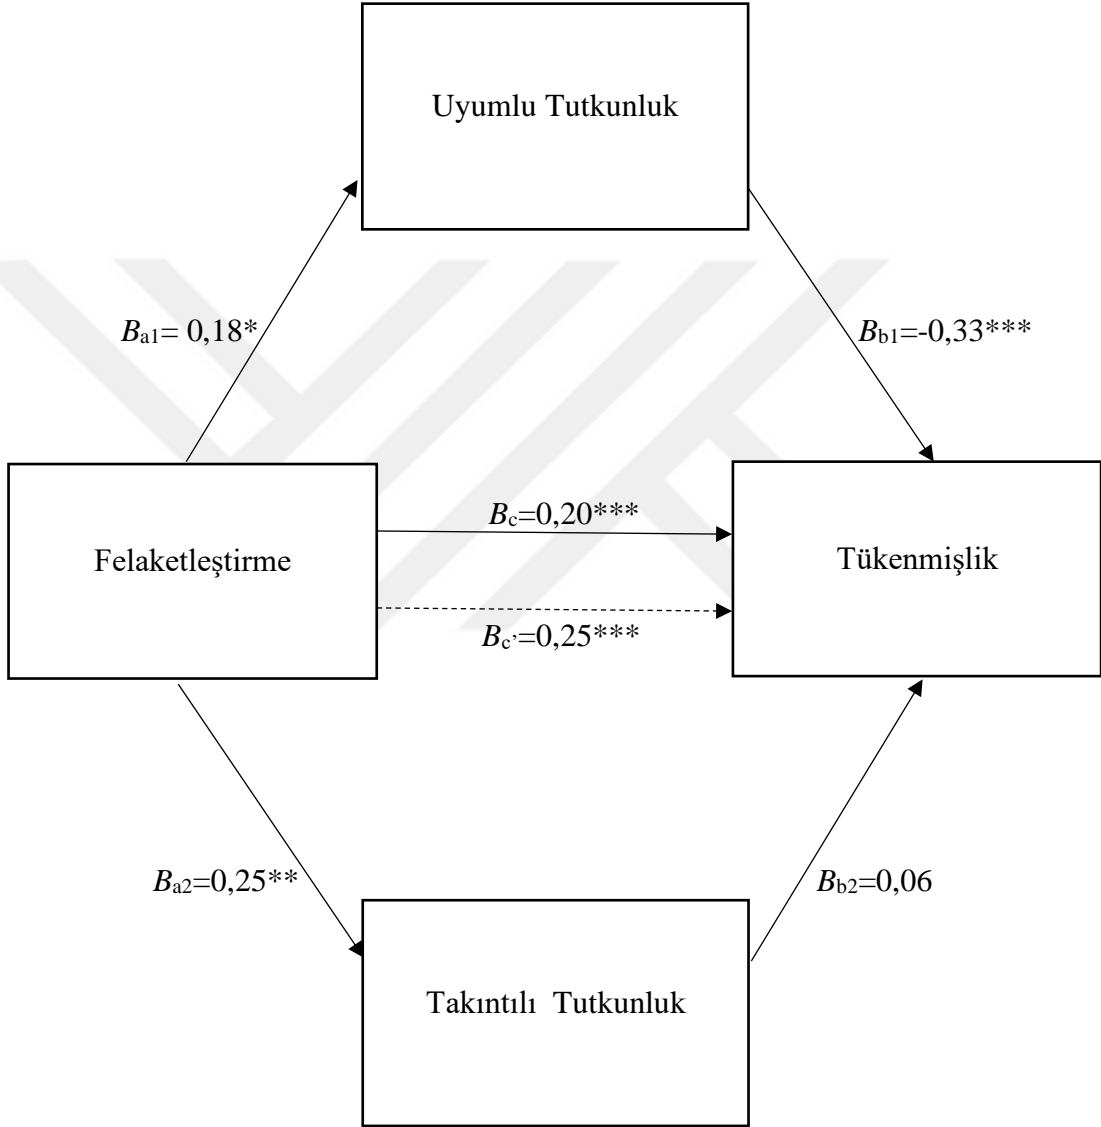 Uyumlu Tutkunluk
Ba1= 0,18*
Bb1=-0,33***
Bc=0,20***
Felaketleştirme
Tükenmişlik
Bc’=0,25***
Ba2=0,25**
Bb2=0,06
Takıntılı Tutkunluk